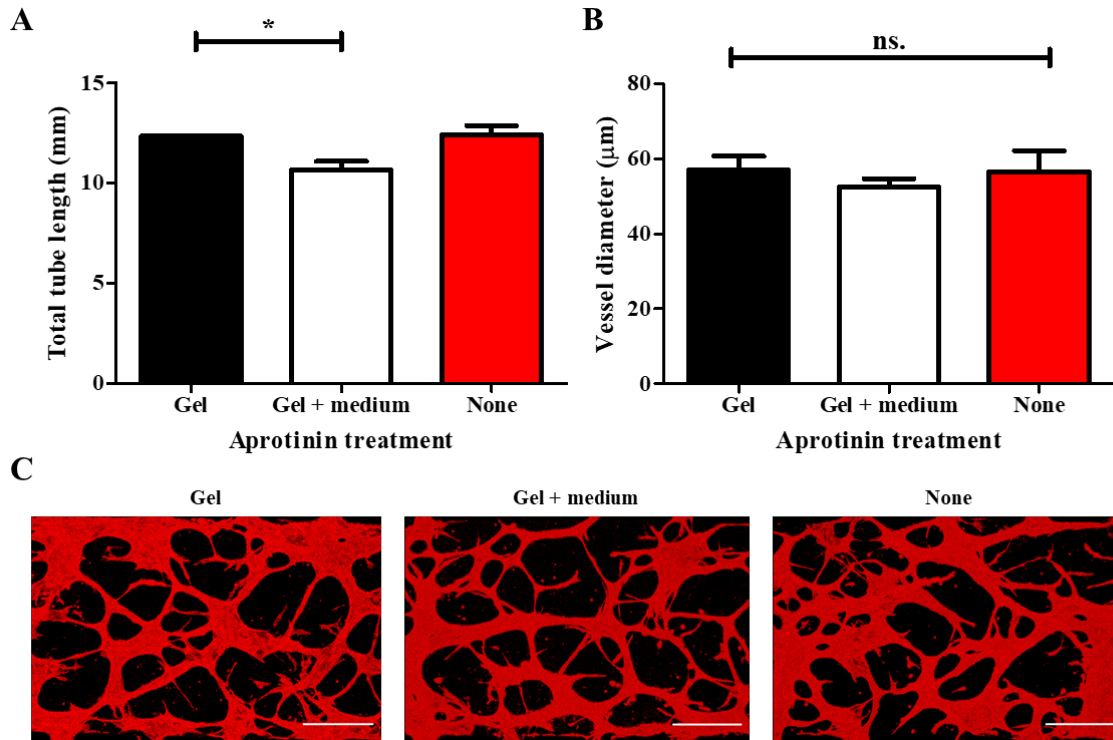 A
*
Total tube length (mm)
15
10
5
0
Gel
Gel + medium
None
Aprotinin treatment
B
ns.
Vessel diameter (μm)
80
60
40
20
0
Gel
Gel + medium
None
Aprotinin treatment
C
Gel
Gel + medium
None